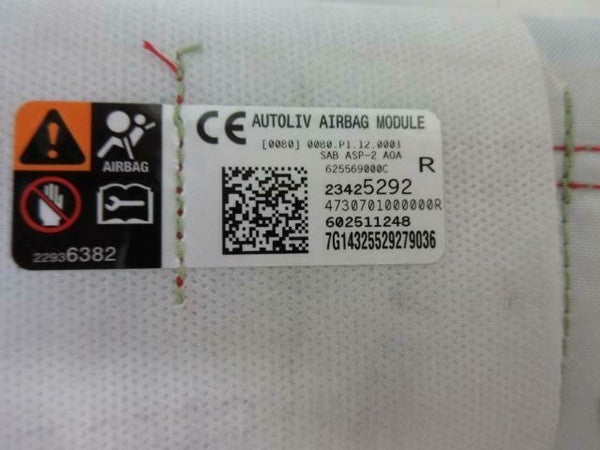 AIRBAG
22936382
CE AUTOLIV AIRBAG MODULE
[0080] 0080.P1.12.0003
SAB ASP-2 AOA
625569000C R
23425292
4730701000000R
602511248
7G14325529279036